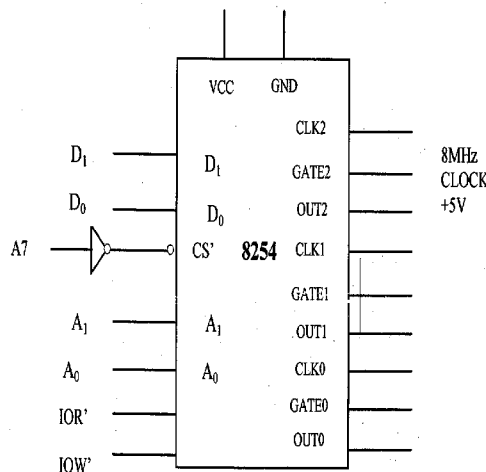 VCC GND
CLK2
D1 D1 8MHz
GATE2 CLOCK
D0 D0 OUT2 +5V
A7 CS' 8254 CLK1
GATE1
A1 A1 OUT1
A0 A0 CLK0
IOR' GATE0
OUT0
IOW'